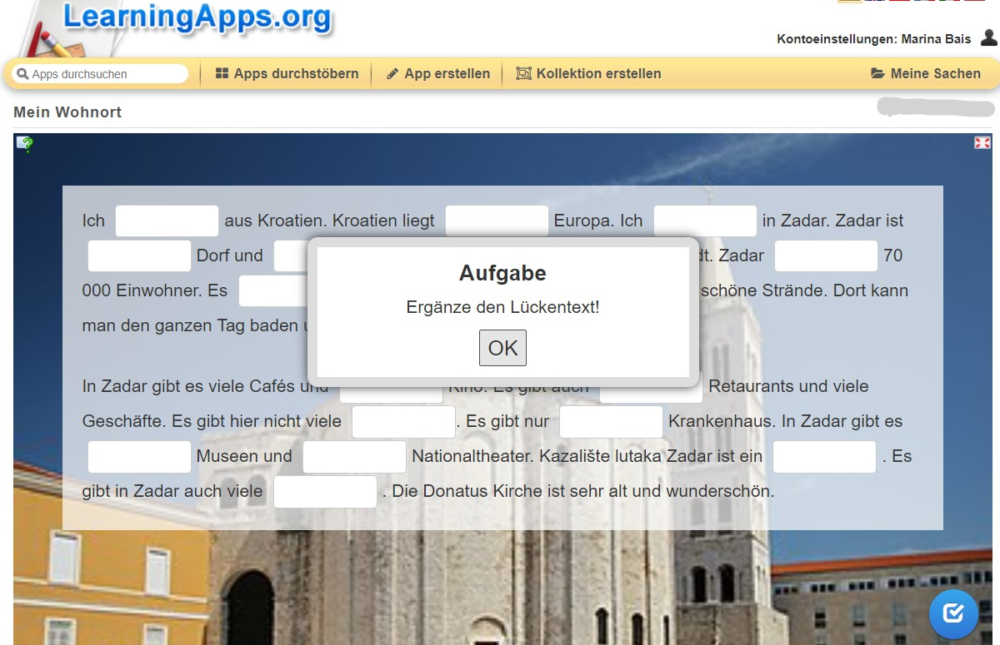 LearningApps.org
Kontoeinstellungen: Marina Bais
Apps durchsuchen Apps durchstöbern App erstellen Kollektion erstellen Meine Sachen
Mein Wohnort
Ich aus Kroatien. Kroatien liegt Europa. Ich in Zadar. Zadar ist
Dorf und dt. Zadar 70
000 Einwohner. Es schöne Strände. Dort kann
man den ganzen Tag baden
Aufgabe
Ergänze den Lückentext!
OK
In Zadar gibt es viele Cafés und Kino. Es gibt auch Retaurants und viele
Geschäfte. Es gibt hier nicht viele . Es gibt nur Krankenhaus. In Zadar gibt es
Museen und Nationaltheater. Kazalište lutaka Zadar ist ein . Es
gibt in Zadar auch viele . Die Donatus Kirche ist sehr alt und wunderschön.